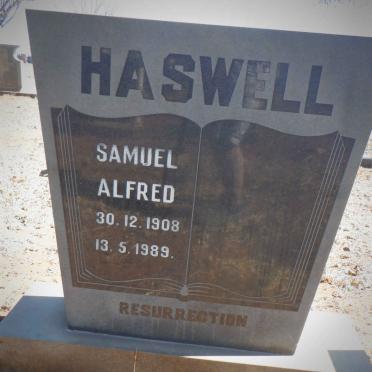 HASWELL
SAMUEL
ALFRED
30. 12. 1908
13. 5. 1989.
RESURRECTION